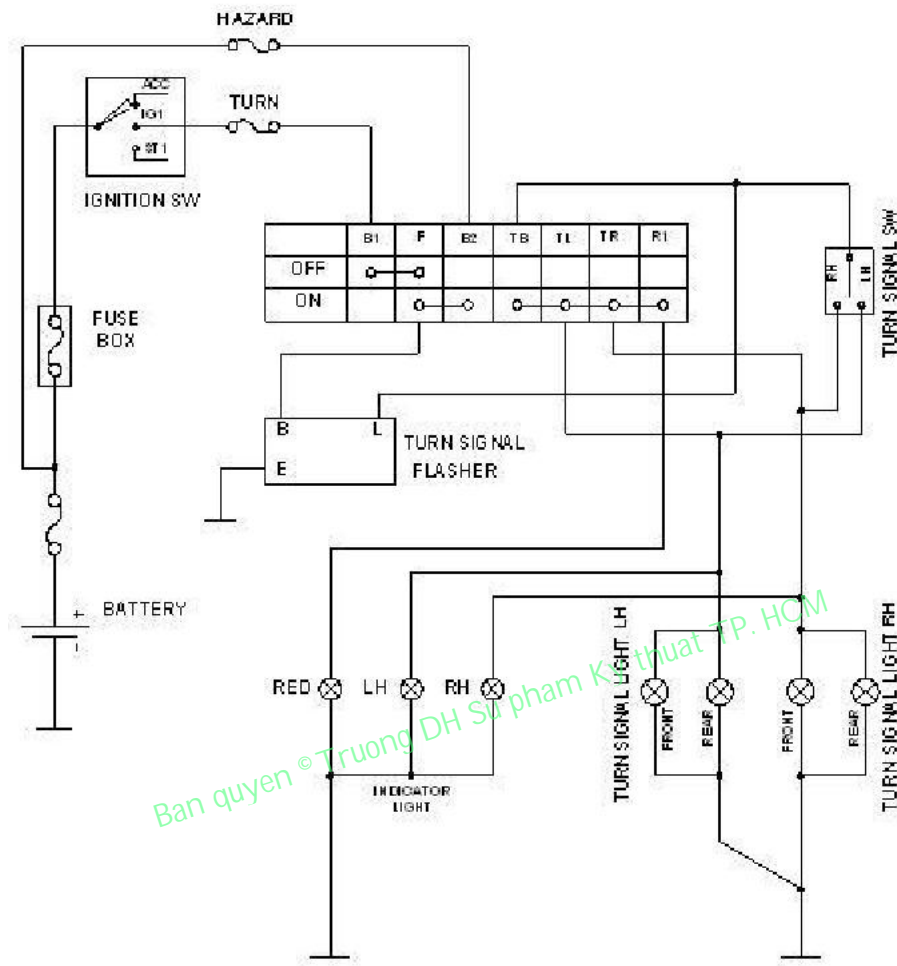 HAZARD
ACC
IG1
ST1
TURN
IGNITION SW
B1 F B2 TB TL TR R1
OFF
ON
RH
LH
TURN SIGNAL SW
FUSE
BOX
B L
E
TURN SIGNAL
FLASHER
+
BATTERY
-
RED LH RH
INDICATOR
LIGHT
TURN SIGNAL LIGHT LH
FRONT
REAR
FRONT
REAR
TURN SIGNAL LIGHT RH
Ban quyen © Truong DH Su pham Ky thuat TP. HCM